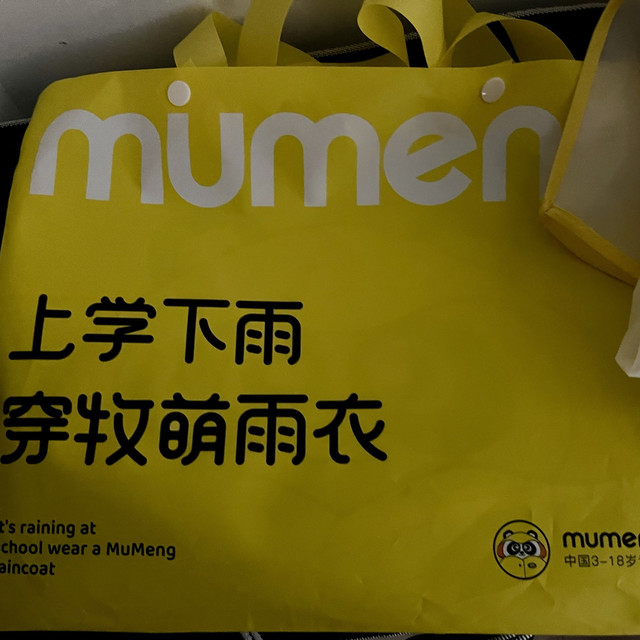 mumen
上学下雨
穿牧萌雨衣
t's raining at
school wear a MuMeng
aincoat
mumen
中国3-18岁